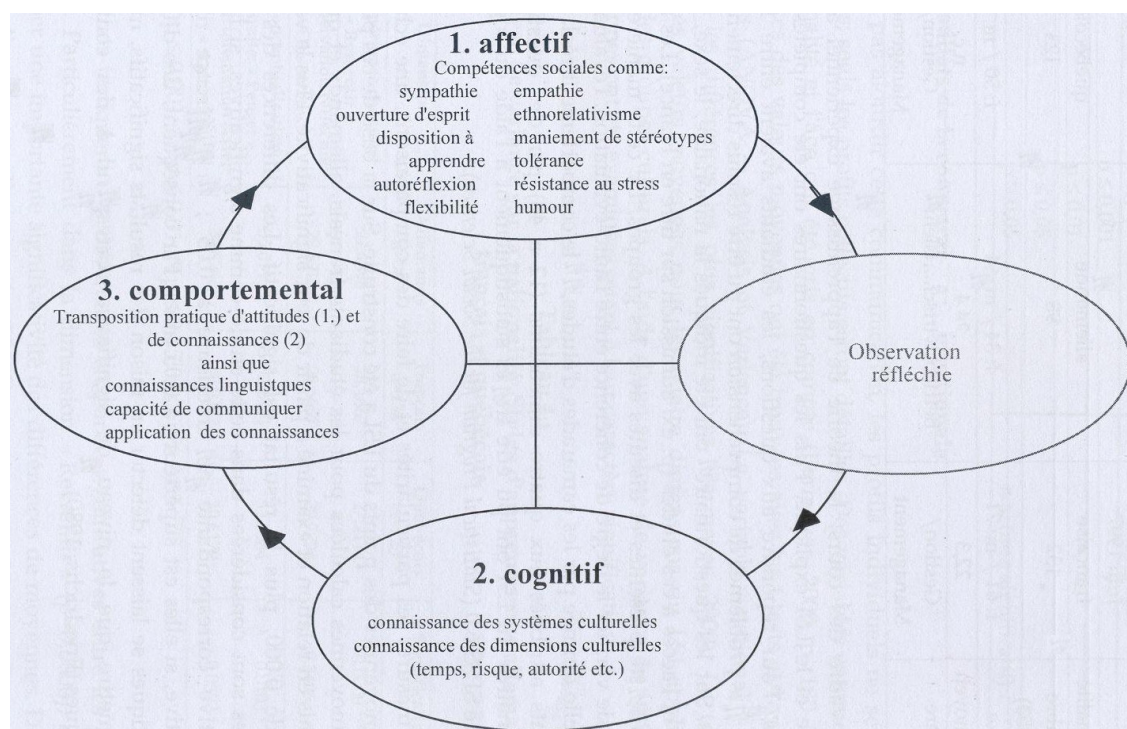 1. affectif
Compétences sociales comme:
sympathie empathie
ouverture d'esprit ethnorelativisme
disposition à maniement de stéréotypes
apprendre tolérance
autoréflexion résistance au stress
flexibilité humour
3. comportemental
Transposition pratique d'attitudes (1.) et
de connaissances (2)
ainsi que
connaissances linguistques
capacité de communiquer
application des connaissances
Observation
réfléchie
2. cognitif
connaissance des systèmes culturelles
connaissance des dimensions culturelles
(temps, risque, autorité etc.)